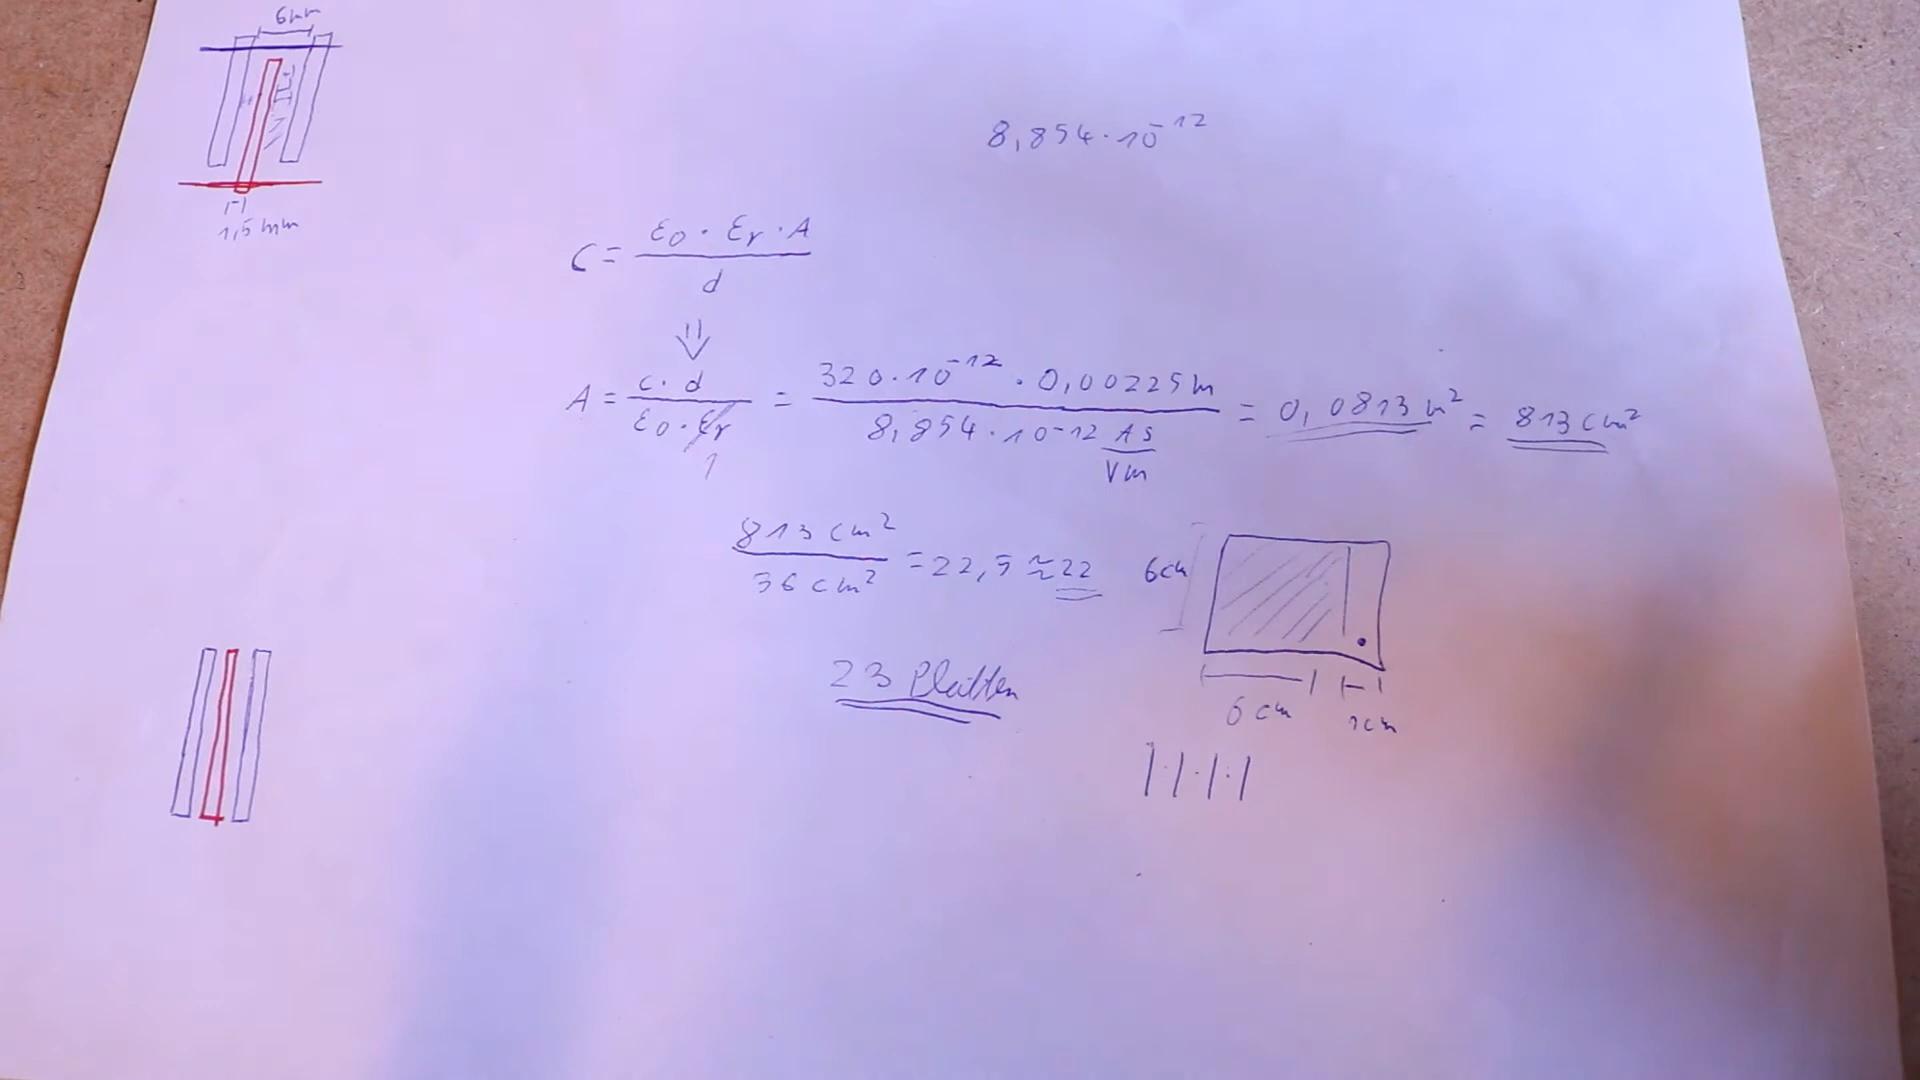 6mm
1,5 mm
8,854·10⁻¹²
C = ε₀ · εᵣ · A / d
⇓
A = C · d / ε₀ · εᵣ = 320·10⁻¹² · 0,00225m / 8,854·10⁻¹² AS/Vm = 0,0813 m² = 813 cm²
1
813 cm² / 36 cm² = 22,5 ≈ 22
6cm
23 Platten
6 cm
1cm